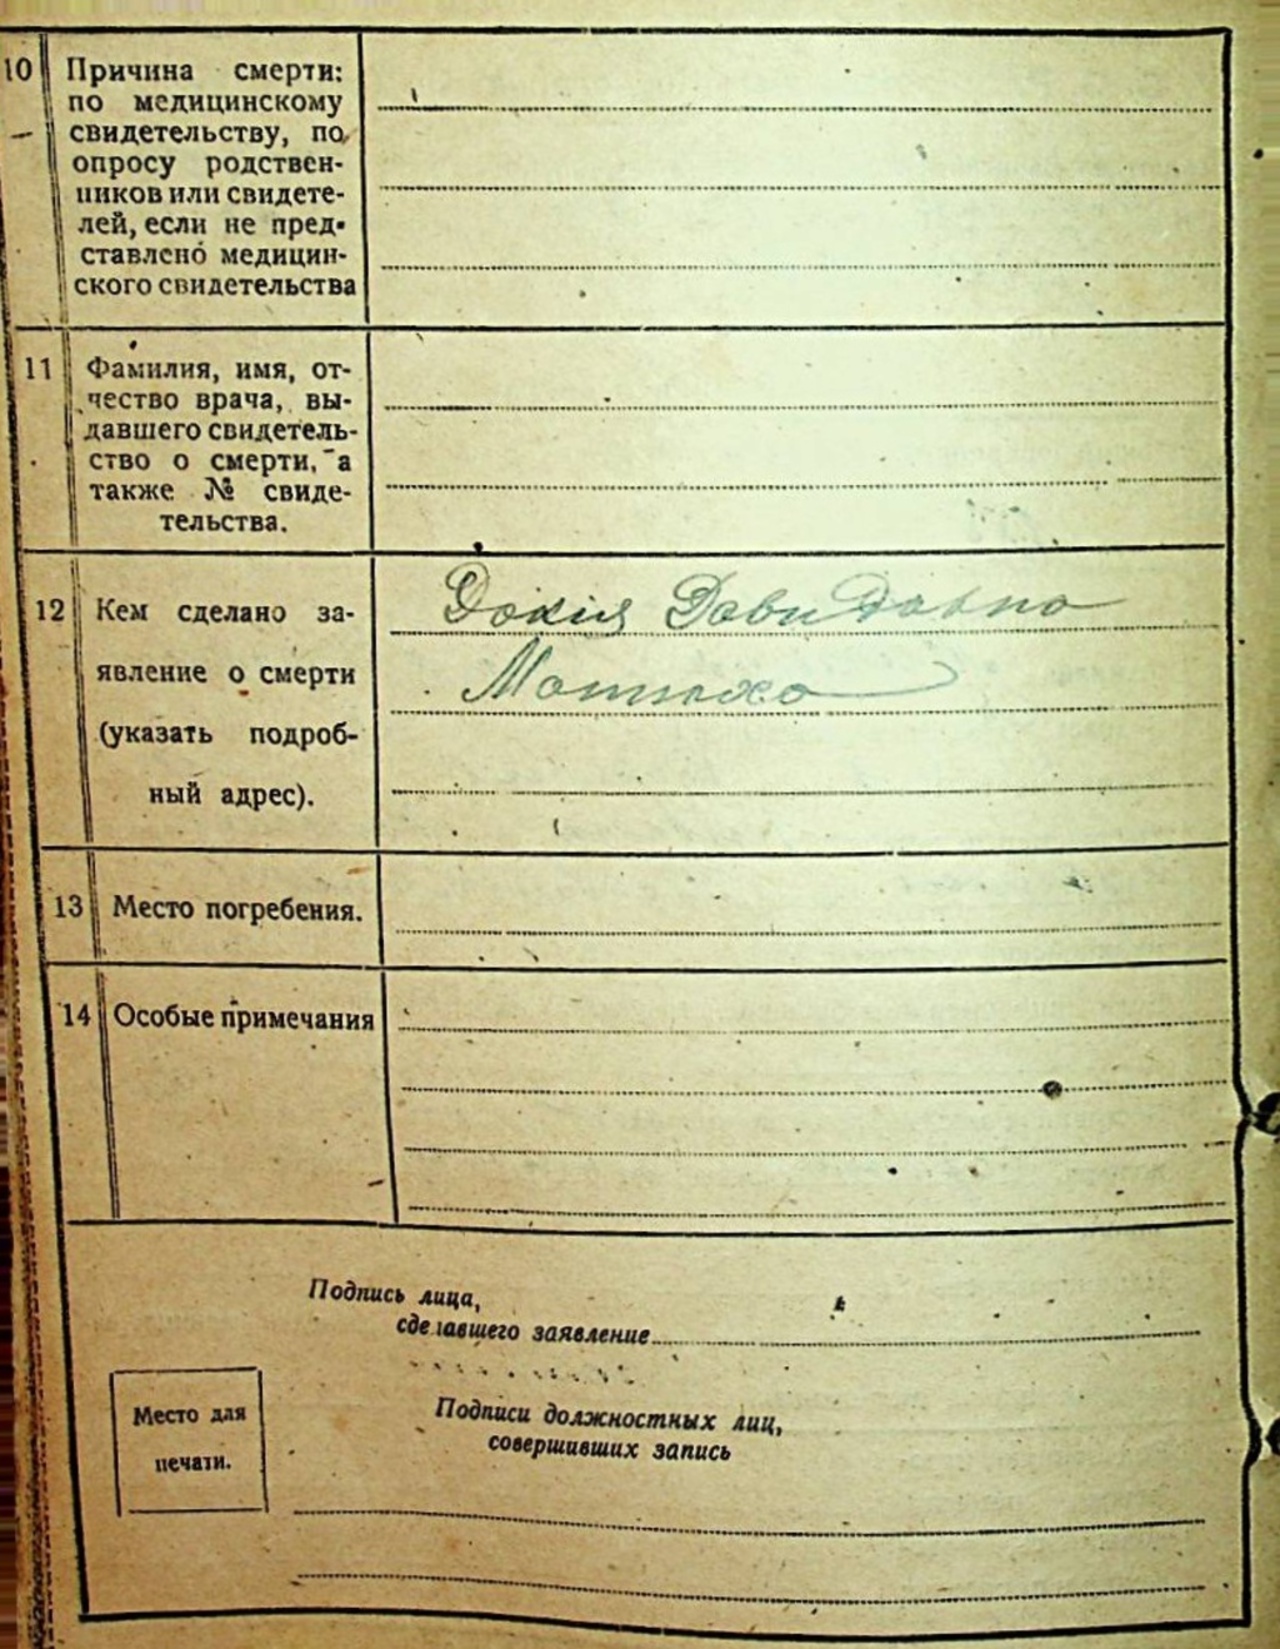 10 Причина смерти:
по медицинскому
свидетельству, по
опросу родствен-
ников или свидете-
лей, если не пред-
ставлено медицин-
ского свидетельства
11 Фамилия, имя, от-
чество врача, вы-
давшего свидетель-
ство о смерти, а
также № свиде-
тельства.
12 Кем сделано за-
явление о смерти
(указать подроб-
ный адрес).
Докія Давидовна
13 Место погребения.
14 Особые примечания
Подпись лица,
сделавшего заявление
Место для
печати.
Подписи должностных лиц,
совершивших запись